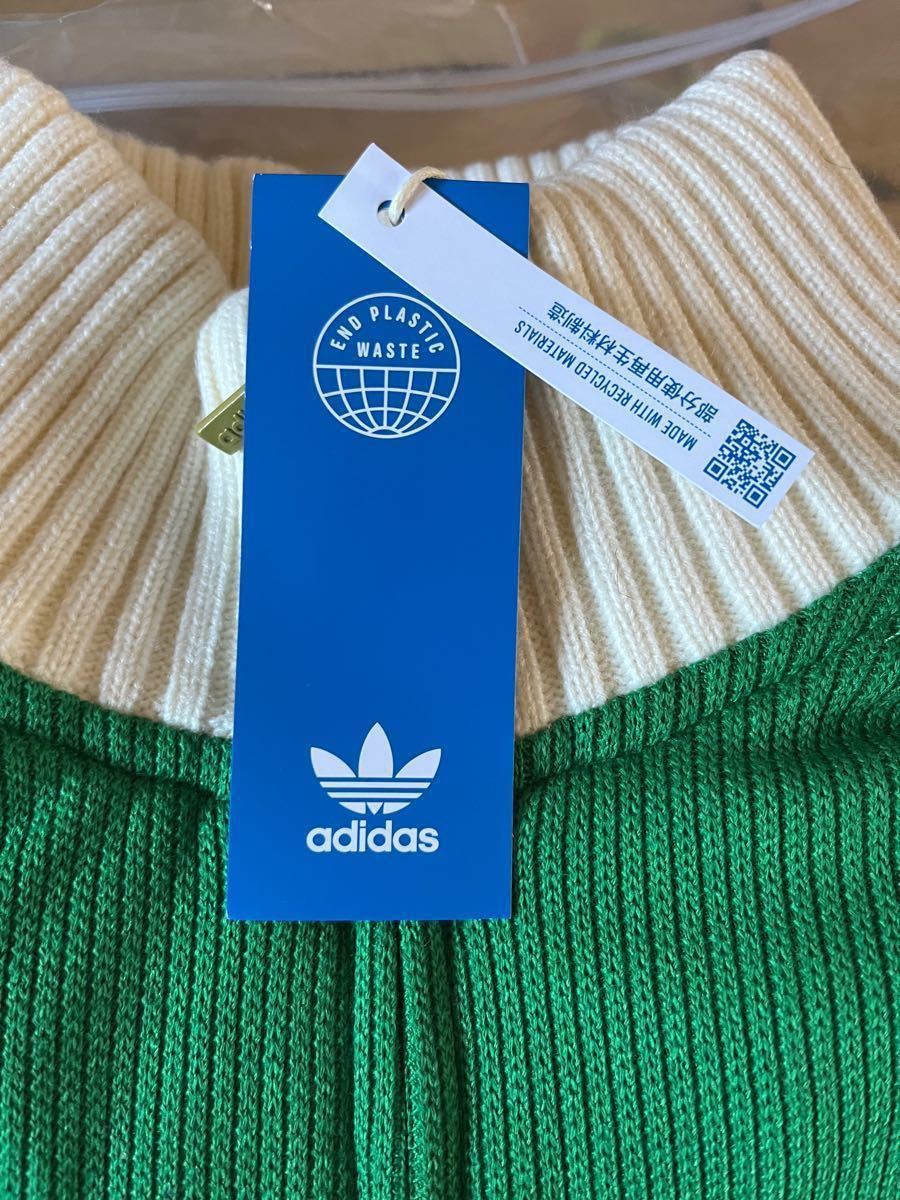 END PLASTIC
WASTE
MADE WITH RECYCLED MATERIALS
部分使用再生材料制造
adidas